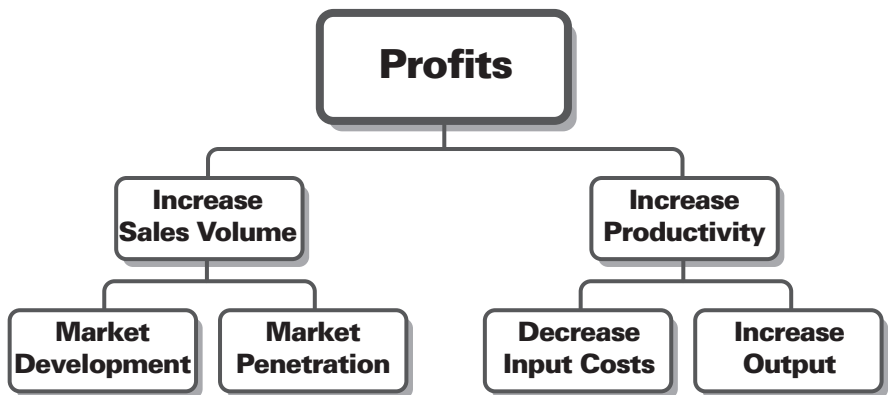 Profits
Increase
Sales Volume
Increase
Productivity
Market
Development
Market
Penetration
Decrease
Input Costs
Increase
Output